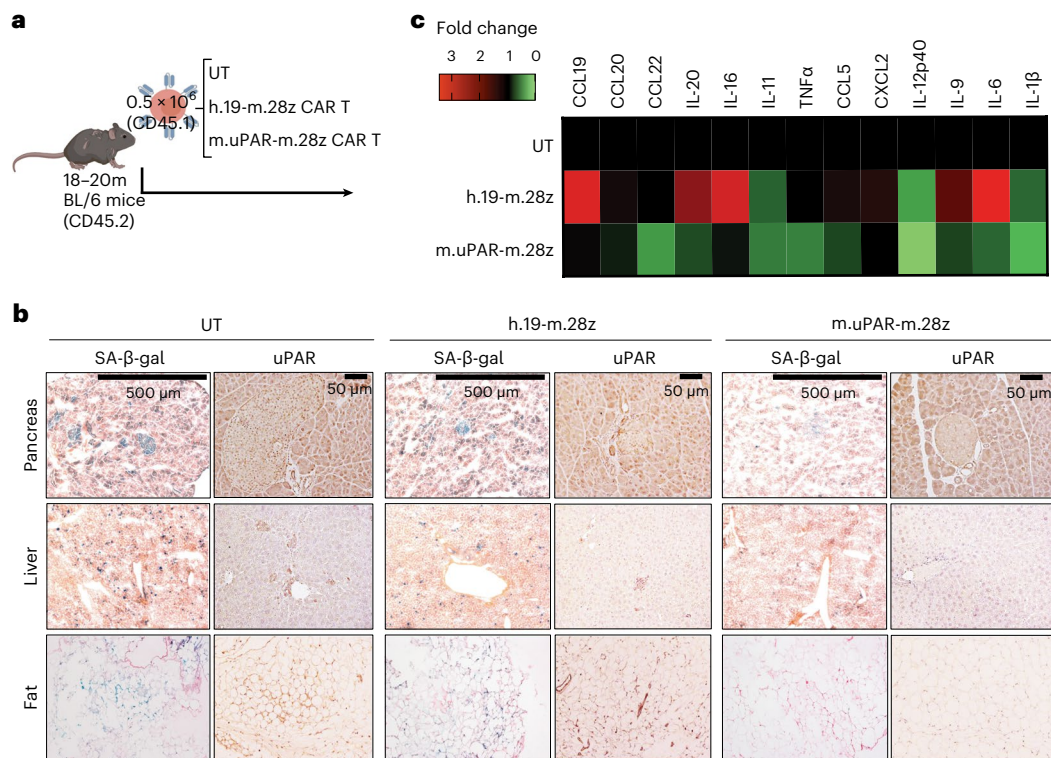 a
0.5 × 10⁶
(CD45.1)
UT
h.19-m.28z CAR T
m.uPAR-m.28z CAR T
18–20m
BL/6 mice
(CD45.2)
c
Fold change
3 2 1 0
CCL19
CCL20
CCL22
IL-20
IL-16
IL-11
TNFα
CCL5
CXCL2
IL-12p40
IL-9
IL-6
IL-1β
UT
h.19-m.28z
m.uPAR-m.28z
b
UT h.19-m.28z m.uPAR-m.28z
SA-β-gal uPAR SA-β-gal uPAR SA-β-gal uPAR
500 µm 50 µm 500 µm 50 µm 500 µm 50 µm
Pancreas
Liver
Fat